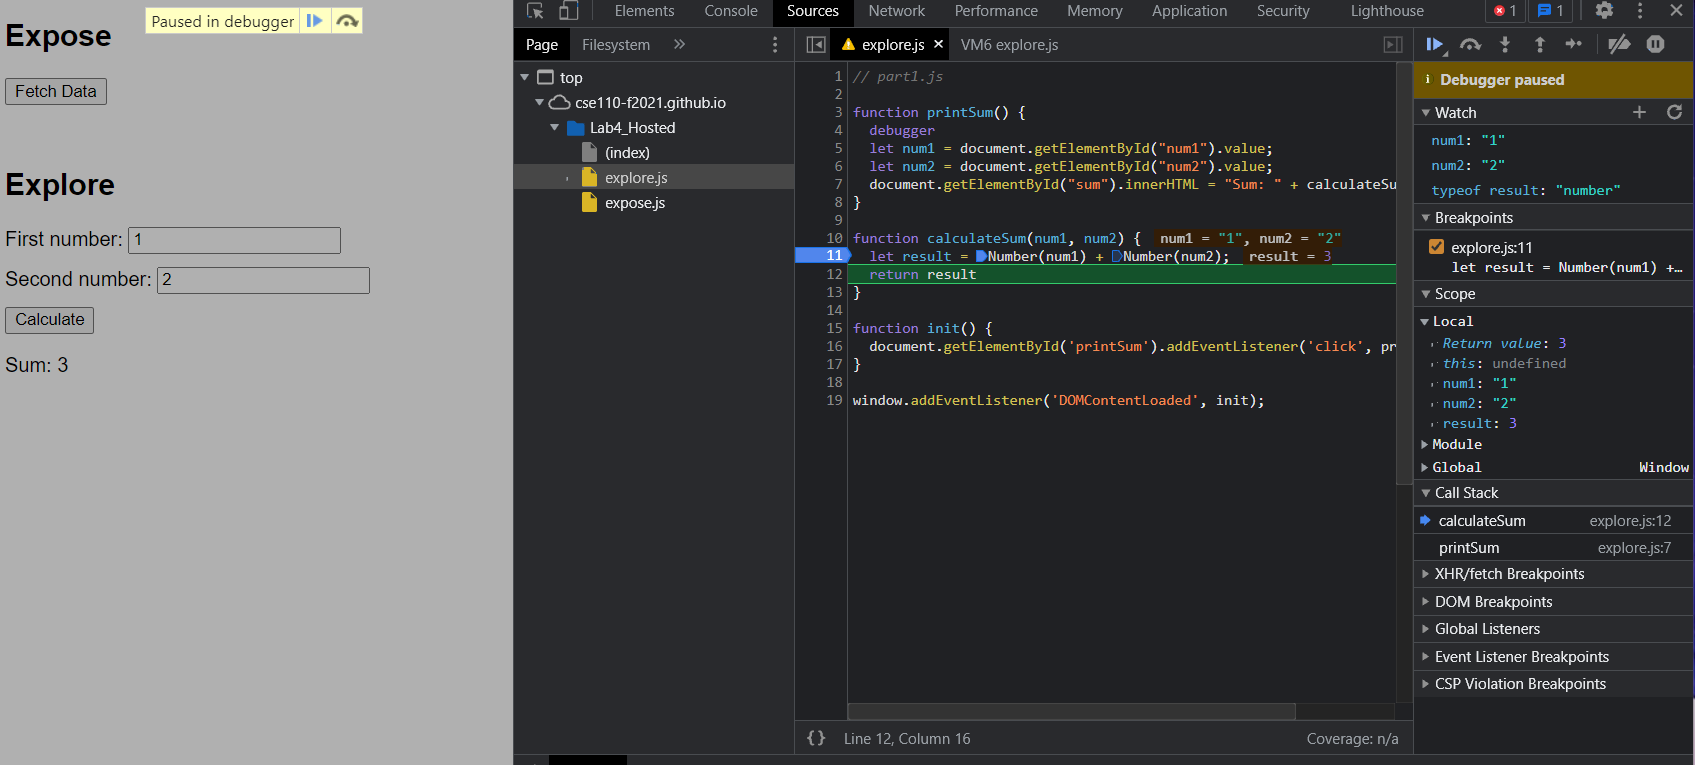 Paused in debugger
Expose
Fetch Data
Explore
First number: 1
Second number: 2
Calculate
Sum: 3
Elements Console Sources Network Performance Memory Application Security Lighthouse 1 1
Page Filesystem »
top
cse110-f2021.github.io
Lab4_Hosted
(index)
explore.js
expose.js
explore.js × VM6 explore.js
1 // part1.js
2
3 function printSum() {
4 debugger
5 let num1 = document.getElementById("num1").value;
6 let num2 = document.getElementById("num2").value;
7 document.getElementById("sum").innerHTML = "Sum: " + calculateSu
8 }
9
10 function calculateSum(num1, num2) { num1 = "1", num2 = "2"
11 let result = Number(num1) + Number(num2); result = 3
12 return result
13 }
14
15 function init() {
16 document.getElementById('printSum').addEventListener('click', pr
17 }
18
19 window.addEventListener('DOMContentLoaded', init);
{} Line 12, Column 16 Coverage: n/a
i Debugger paused
Watch
num1: "1"
num2: "2"
typeof result: "number"
Breakpoints
explore.js:11
let result = Number(num1) +…
Scope
Local
Return value: 3
this: undefined
num1: "1"
num2: "2"
result: 3
Module
Global Window
Call Stack
calculateSum explore.js:12
printSum explore.js:7
XHR/fetch Breakpoints
DOM Breakpoints
Global Listeners
Event Listener Breakpoints
CSP Violation Breakpoints